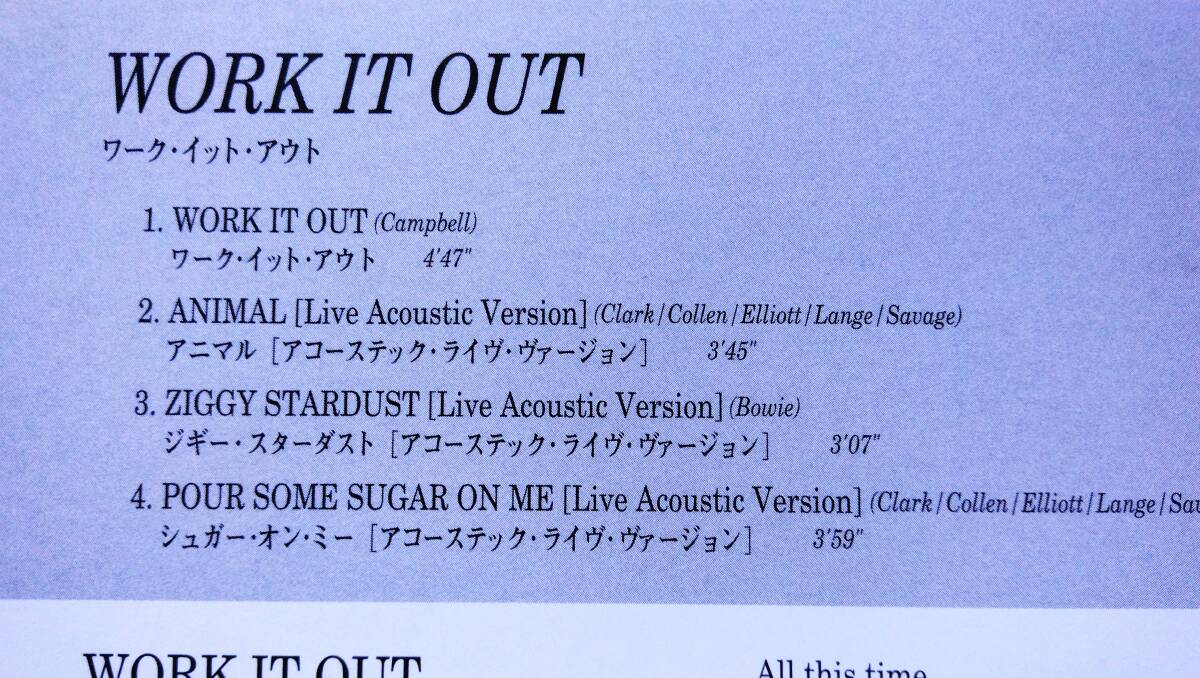 WORK IT OUT
ワーク・イット・アウト
1. WORK IT OUT (Campbell)
ワーク・イット・アウト 4'47"
2. ANIMAL [Live Acoustic Version] (Clark/Collen/Elliott/Lange/Savage)
アニマル [アコーステック・ライヴ・ヴァージョン] 3'45"
3. ZIGGY STARDUST [Live Acoustic Version] (Bowie)
ジギー・スターダスト [アコーステック・ライヴ・ヴァージョン] 3'07"
4. POUR SOME SUGAR ON ME [Live Acoustic Version] (Clark/Collen/Elliott/Lange/
シュガー・オン・ミー [アコーステック・ライヴ・ヴァージョン] 3'59"
WORK IT OUT
All this time